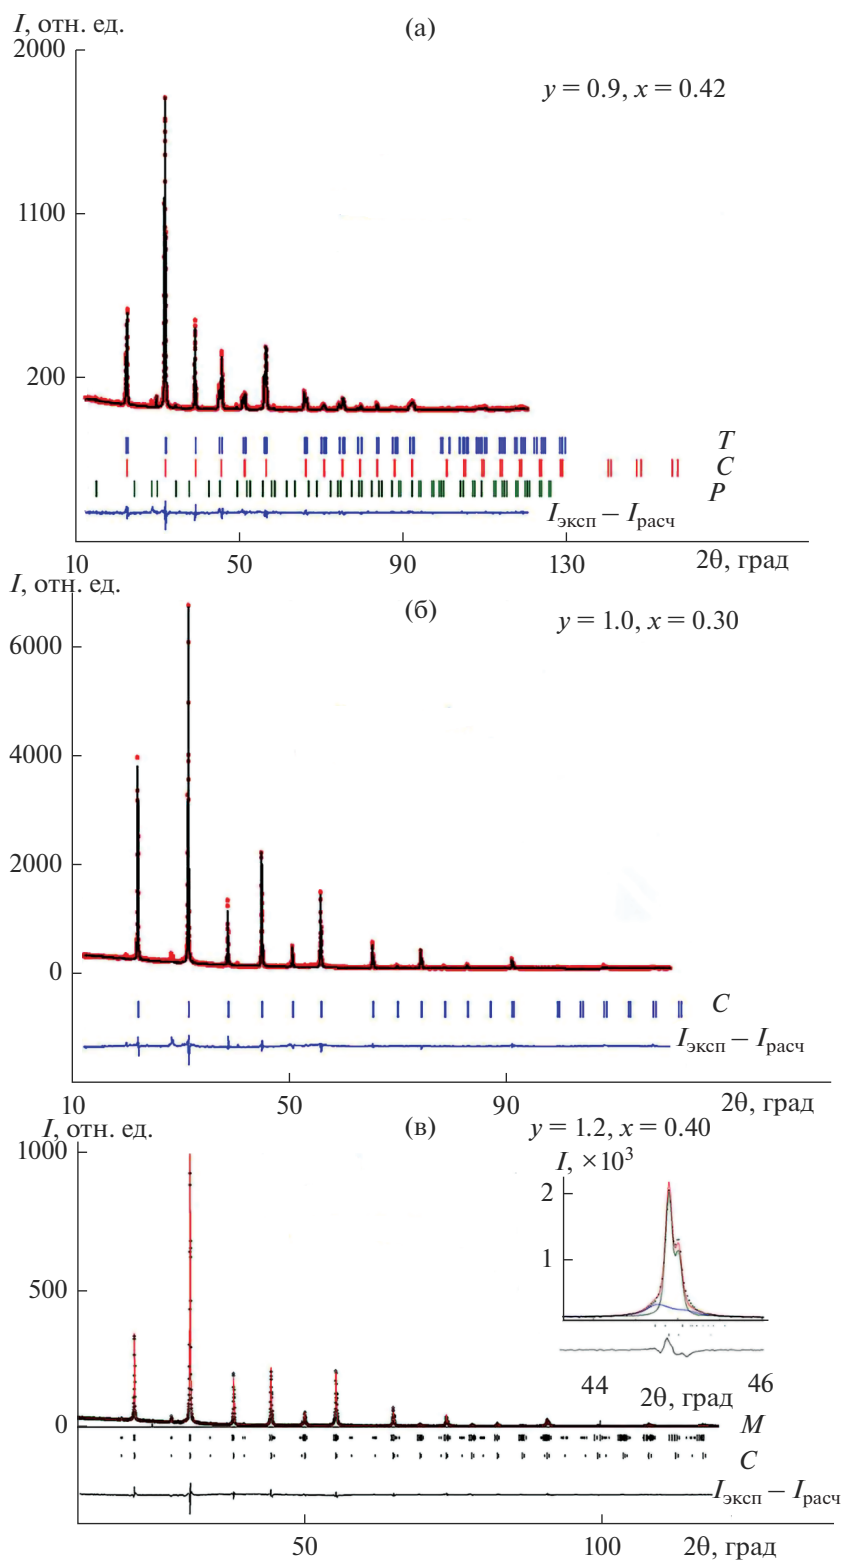 I, отн. ед.
(а)
2000
y = 0.9, x = 0.42
1100
200
T
C
P
Iэксп – Iрасч
10 50 90 130 2θ, град
I, отн. ед.
(б)
y = 1.0, x = 0.30
6000
4000
2000
0
C
Iэксп – Iрасч
10 50 90 2θ, град
I, отн. ед.
(в)
y = 1.2, x = 0.40
1000
I, ×10³
2
1
500
44 46
2θ, град
0
M
C
Iэксп – Iрасч
50 100 2θ, град